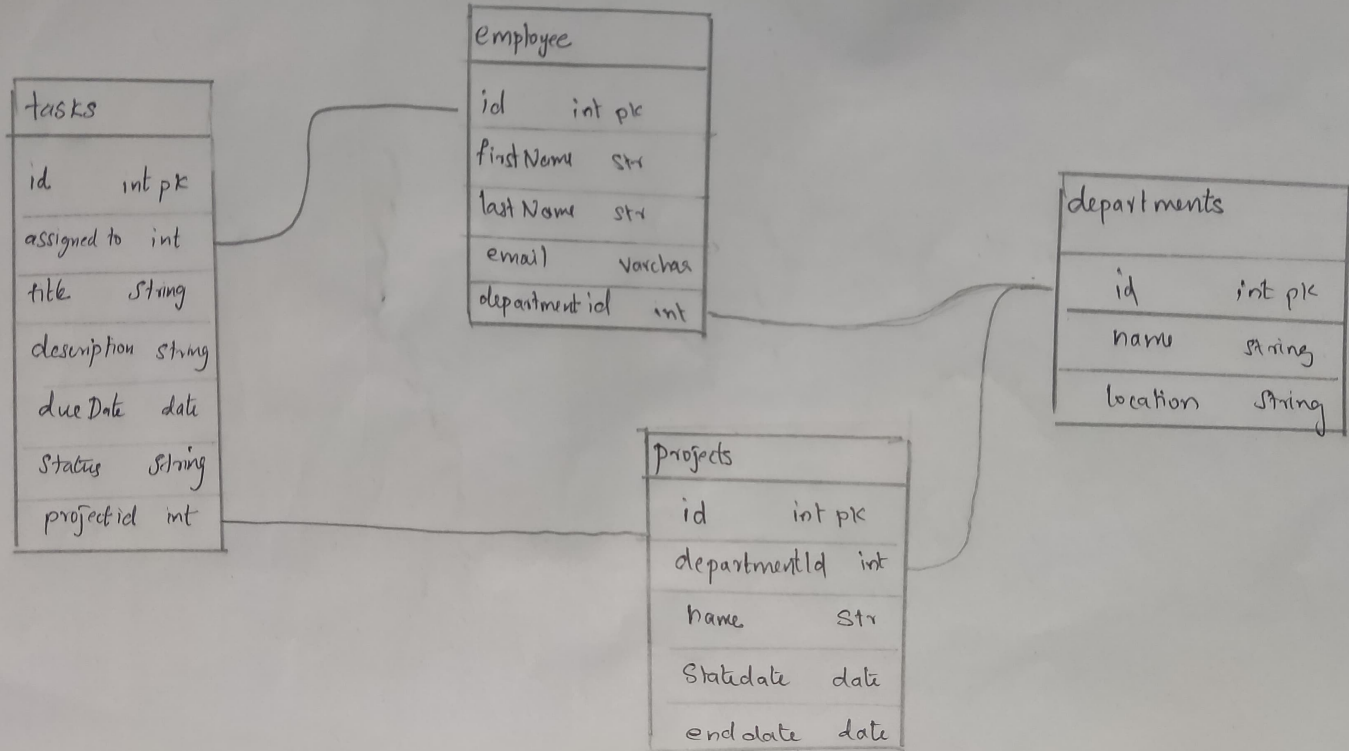 tasks
id int pk
assigned to int
title string
description string
dueDate date
Status String
projectid int
employee
id int pk
firstName str
lastName str
email Varchar
department id int
departments
id int pk
name string
location String
projects
id int pk
departmentId int
name Str
Statedate date
end date date